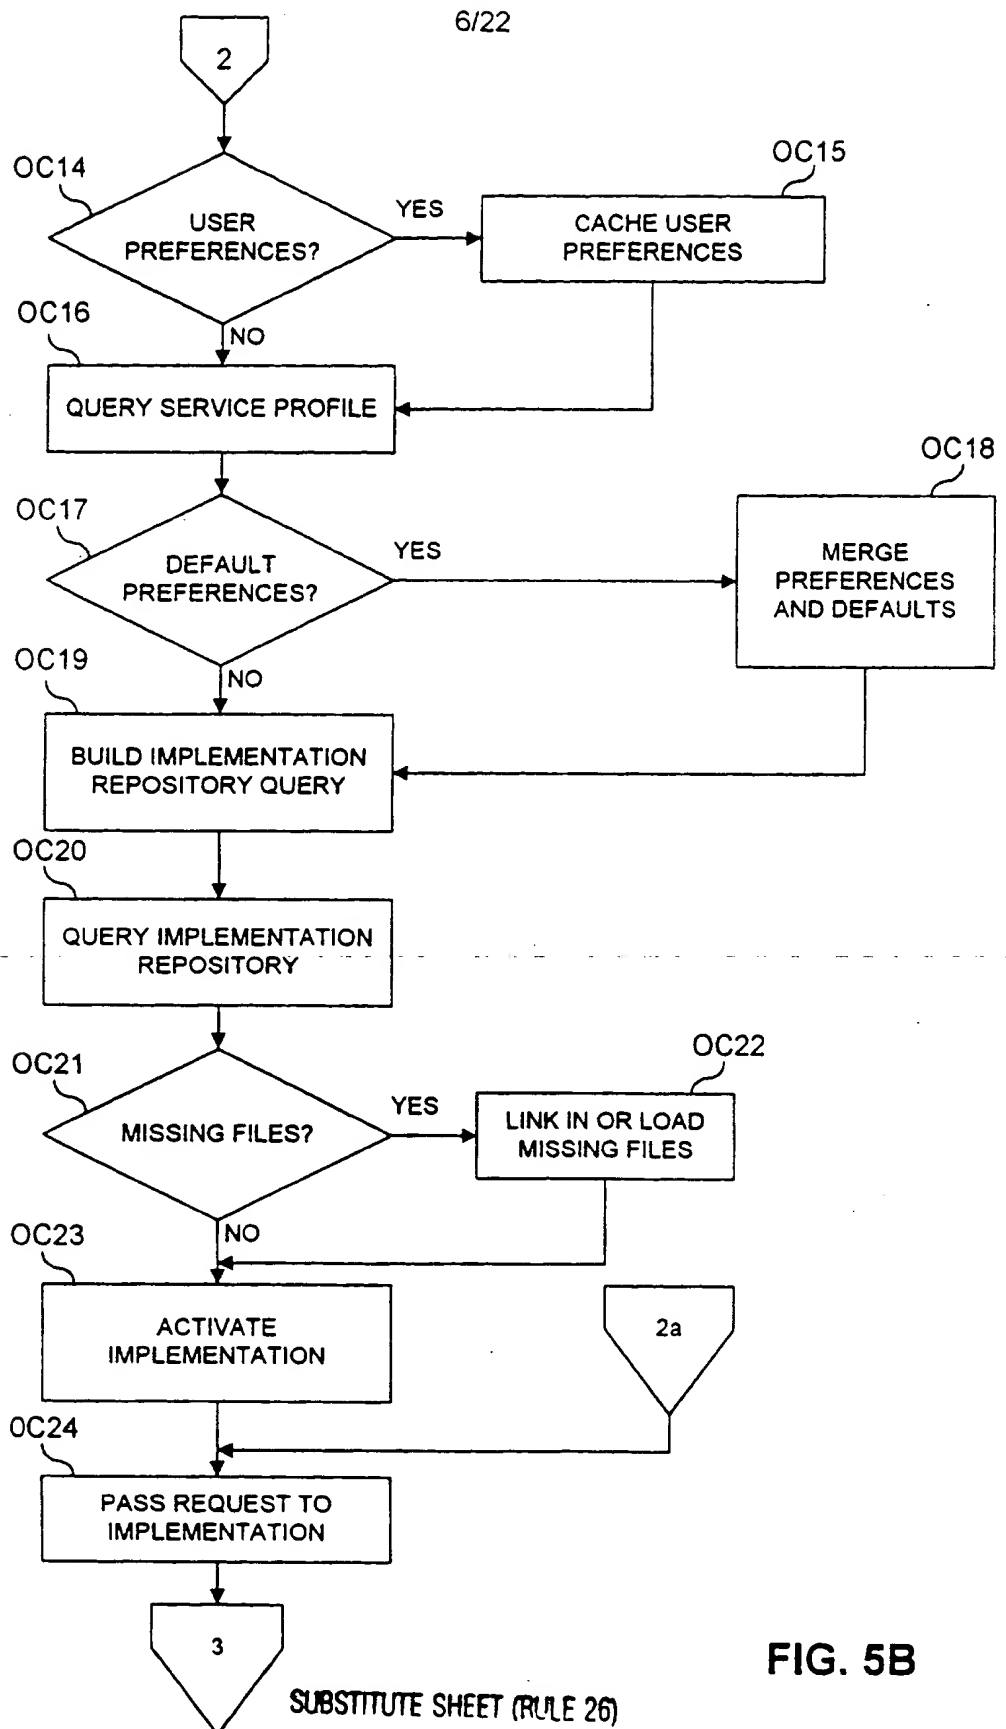 6/22
2
OC14
USER
PREFERENCES?
YES
OC15
CACHE USER
PREFERENCES
NO
OC16
QUERY SERVICE PROFILE
OC17
DEFAULT
PREFERENCES?
YES
OC18
MERGE
PREFERENCES
AND DEFAULTS
NO
OC19
BUILD IMPLEMENTATION
REPOSITORY QUERY
OC20
QUERY IMPLEMENTATION
REPOSITORY
OC21
MISSING FILES?
YES
OC22
LINK IN OR LOAD
MISSING FILES
NO
OC23
ACTIVATE
IMPLEMENTATION
2a
OC24
PASS REQUEST TO
IMPLEMENTATION
3
FIG. 5B
SUBSTITUTE SHEET (RULE 26)